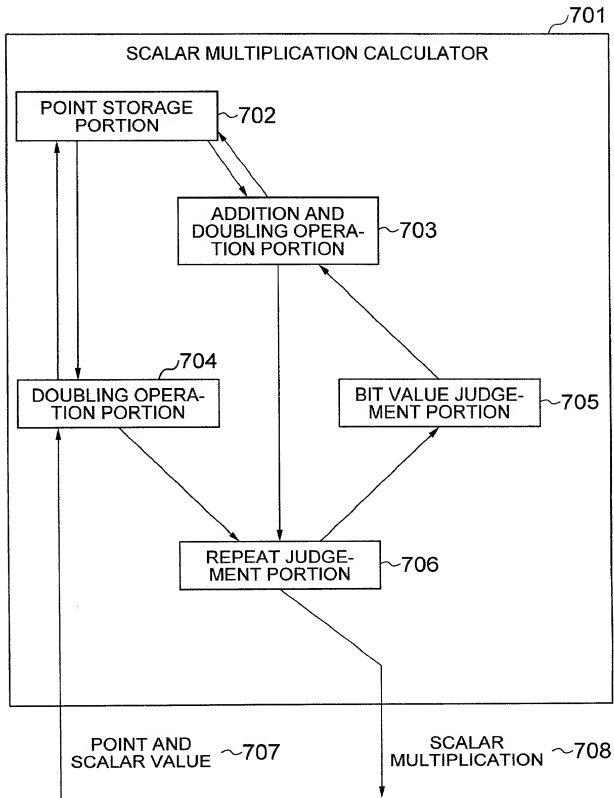 701
SCALAR MULTIPLICATION CALCULATOR
POINT STORAGE
PORTION
702
ADDITION AND
DOUBLING OPERA-
TION PORTION
703
704
DOUBLING OPERA-
TION PORTION
BIT VALUE JUDGE-
MENT PORTION
705
REPEAT JUDGE-
MENT PORTION
706
POINT AND
SCALAR VALUE
707
SCALAR
MULTIPLICATION
708